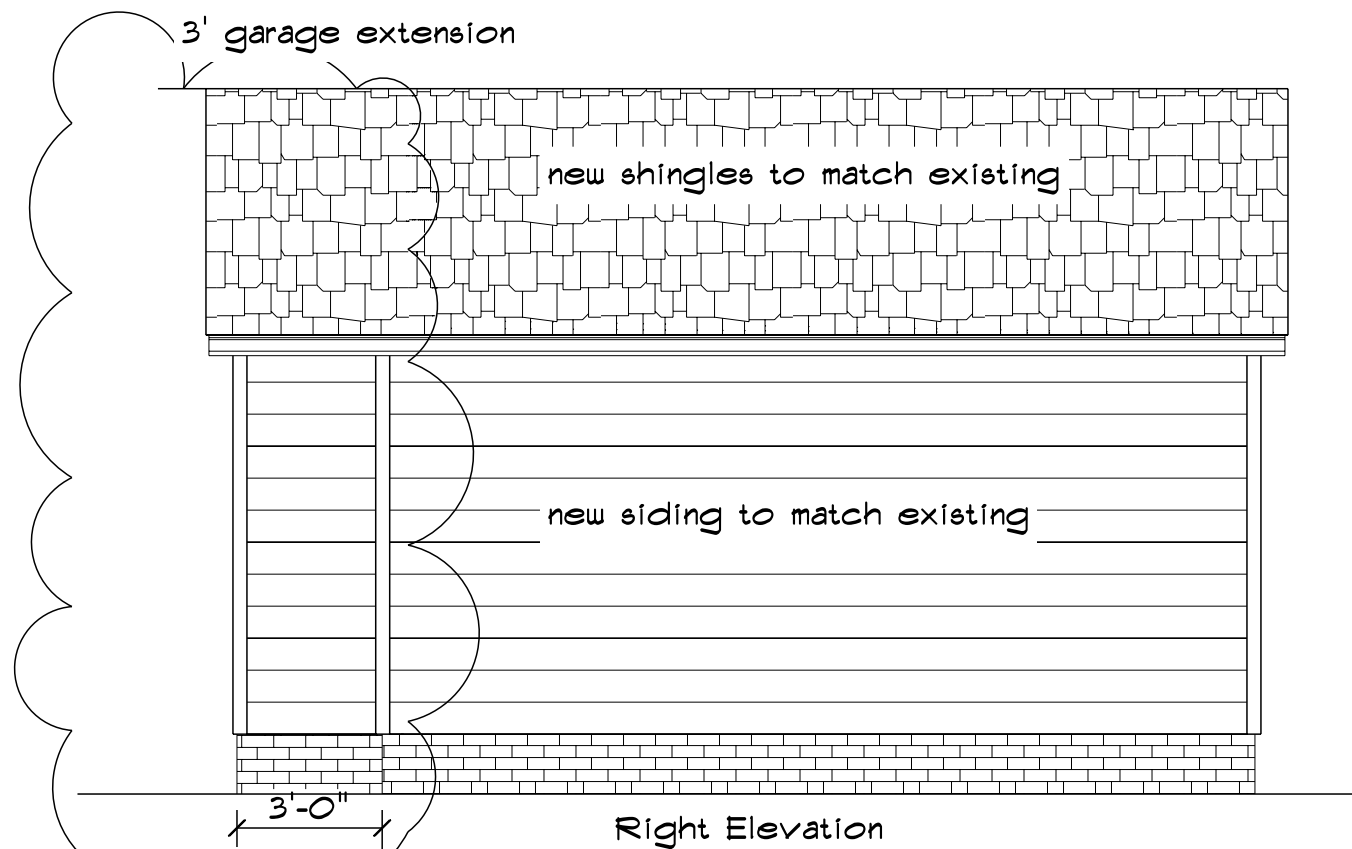 3' garage extension
new shingles to match existing
new siding to match existing
3'-0"
Right Elevation